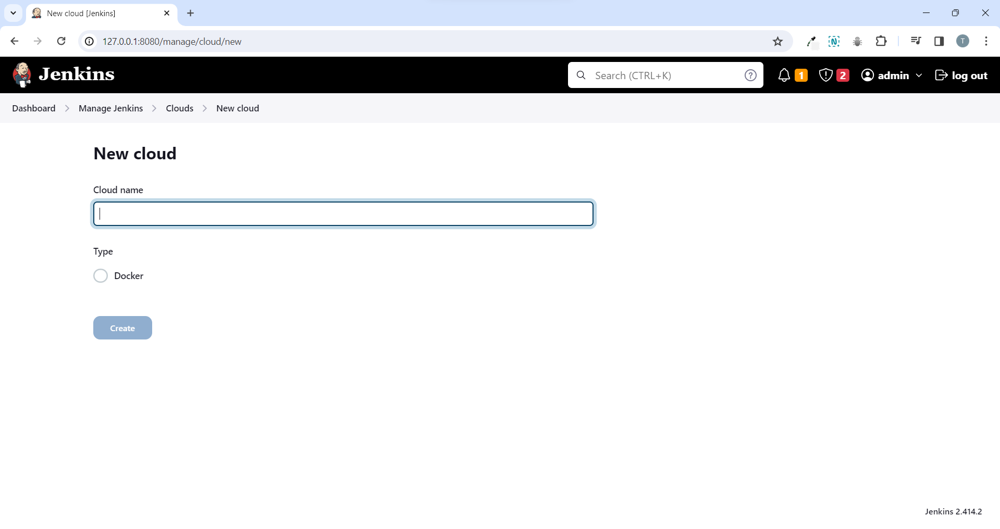 New cloud [Jenkins]
127.0.0.1:8080/manage/cloud/new
N
T
Jenkins
Search (CTRL+K)
?
1
2
admin
log out
Dashboard
Manage Jenkins
Clouds
New cloud
New cloud
Cloud name
Type
Docker
Create
Jenkins 2.414.2